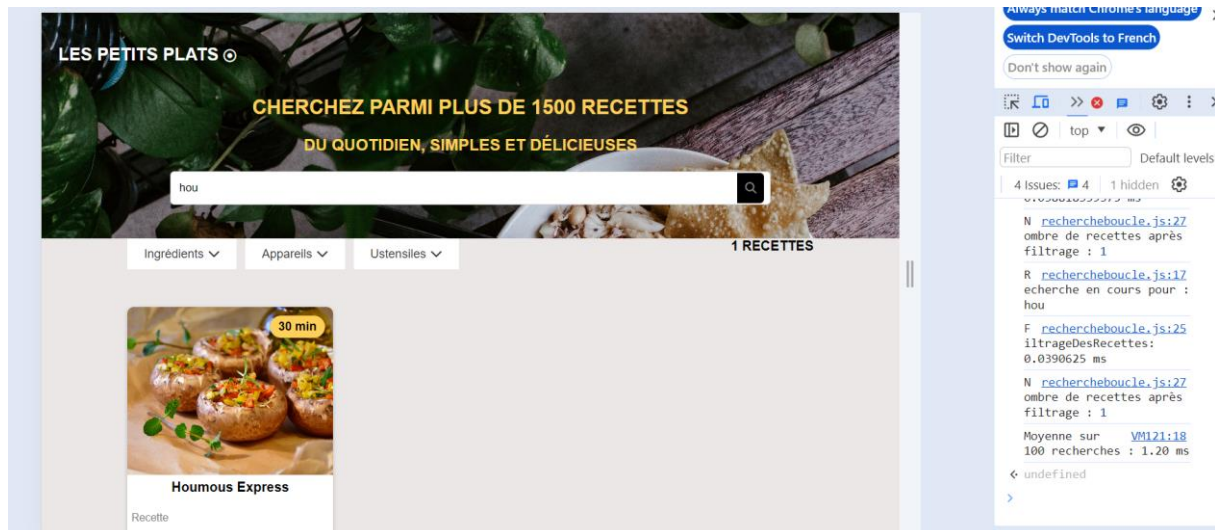 LES PETITS PLATS
CHERCHEZ PARMI PLUS DE 1500 RECETTES
DU QUOTIDIEN, SIMPLES ET DÉLICIEUSES
hou
Ingrédients
Appareils
Ustensiles
1 RECETTES
30 min
Houmous Express
Recette
Always match Chrome's language
Switch DevTools to French
Don't show again
top
Filter
Default levels
4 Issues: 4
1 hidden
N rechercheboucle.js:27
ombre de recettes après
filtrage : 1
R rechercheboucle.js:17
echerche en cours pour :
hou
F rechercheboucle.js:25
iltrageDesRecettes:
0.0390625 ms
N rechercheboucle.js:27
ombre de recettes après
filtrage : 1
Moyenne sur VM121:18
100 recherches : 1.20 ms
undefined